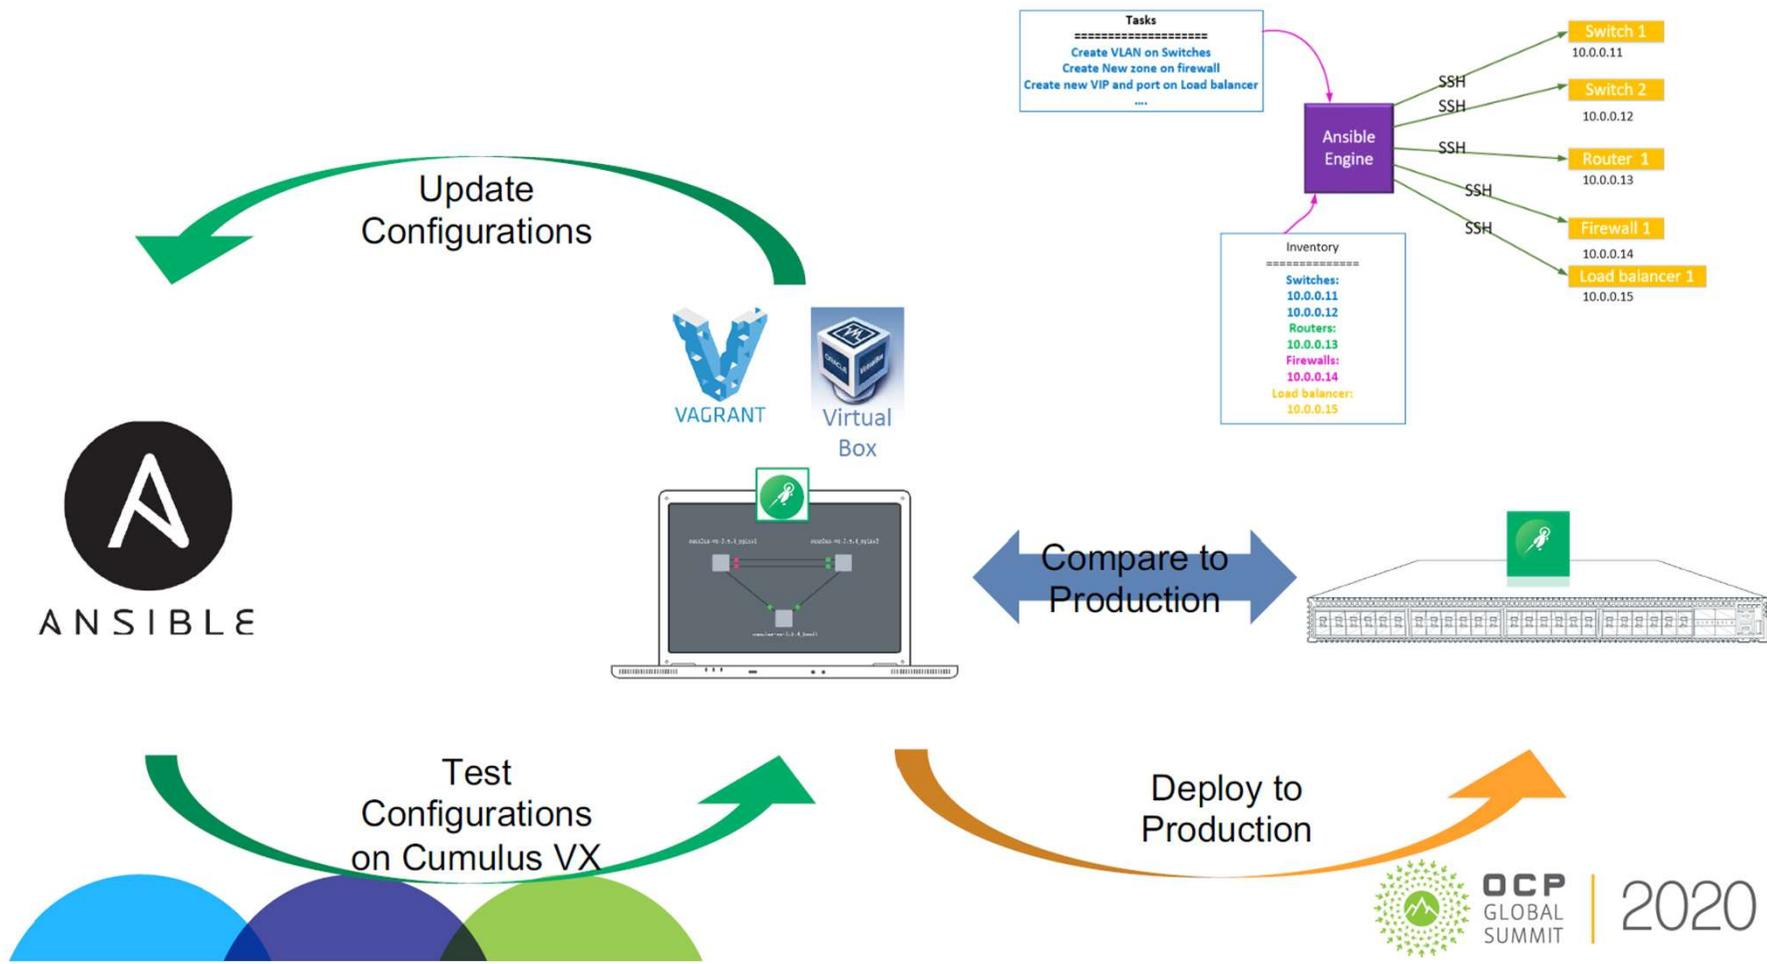 Tasks
====================
Create VLAN on Switches
Create New zone on firewall
Create new VIP and port on Load balancer
....
Ansible
Engine
SSH
SSH
SSH
SSH
SSH
Switch 1
10.0.0.11
Switch 2
10.0.0.12
Router 1
10.0.0.13
Firewall 1
10.0.0.14
Load balancer 1
10.0.0.15
Inventory
==============
Switches:
10.0.0.11
10.0.0.12
Routers:
10.0.0.13
Firewalls:
10.0.0.14
Load balancer:
10.0.0.15
Update
Configurations
VAGRANT
ORACLE
VirtualBox
Virtual
Box
ANSIBLE
Compare to
Production
Test
Configurations
on Cumulus VX
Deploy to
Production
OCP
GLOBAL
SUMMIT
2020